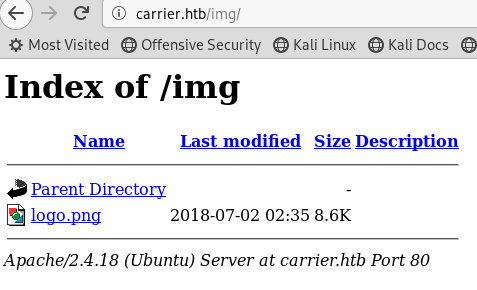 carrier.htb/img/
Most Visited Offensive Security Kali Linux Kali Docs
Index of /img
Name Last modified Size Description
Parent Directory -
logo.png 2018-07-02 02:35 8.6K
Apache/2.4.18 (Ubuntu) Server at carrier.htb Port 80